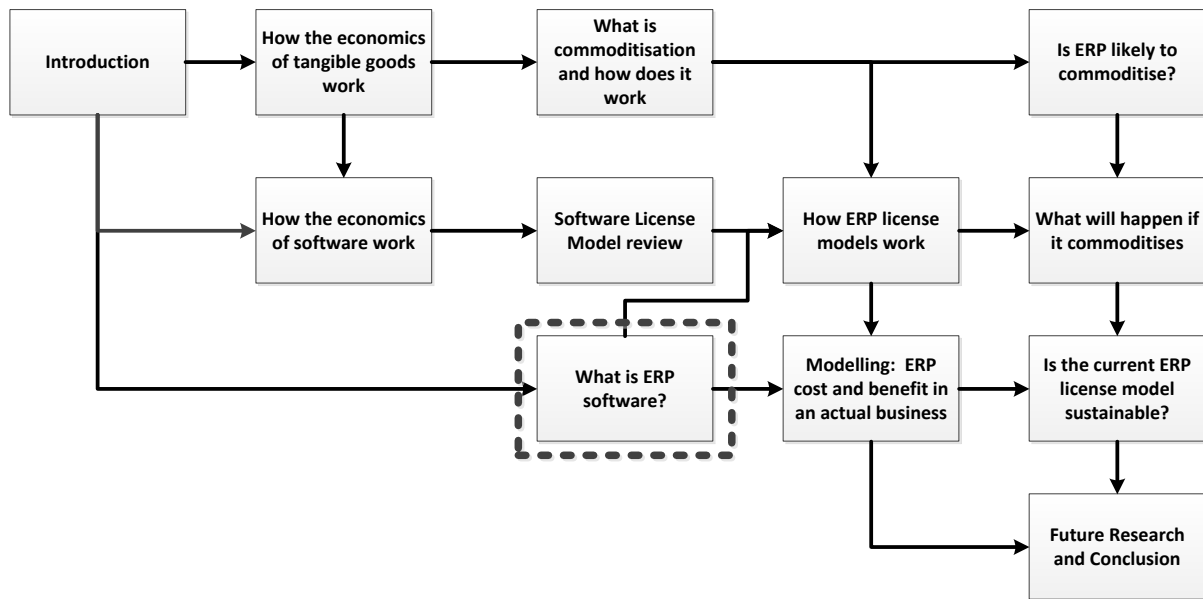 Introduction
How the economics
of tangible goods
work
What is
commoditisation
and how does it
work
Is ERP likely to
commoditise?
How the economics
of software work
Software License
Model review
How ERP license
models work
What will happen if
it commoditises
What is ERP
software?
Modelling:  ERP
cost and benefit in
an actual business
Is the current ERP
license model
sustainable?
Future Research
and Conclusion